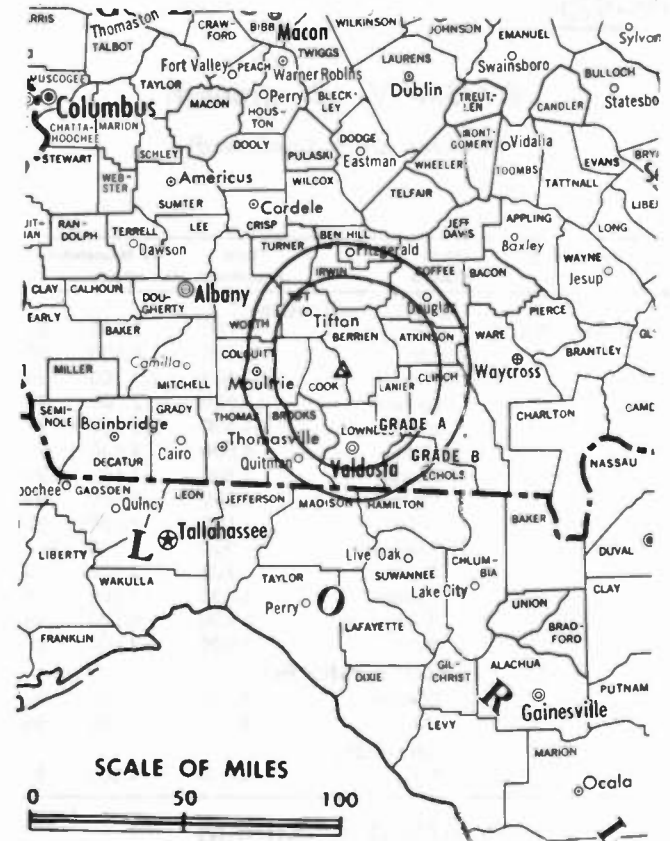 Thomaston
CRAW-
FORD
BIBB
Macon
WILKINSON
JOHNSON
EMANUEL
TALBOT
TWIGGS
LAURENS
Swainsboro
Fort Valley
PEACH
Warner Robins
BULLOCH
MUSCOGEE
TAYLOR
Perry
BLECK-
LEY
Dublin
Statesbo
Columbus
MACON
HOUS-
TON
TREUT-
LEN
CANDLER
CHATTA-
HOOCHEE
MARION
DOOLY
DODGE
Eastman
MONT-
GOMERY
Vidalia
EVANS
BRY
STEWART
SCHLEY
PULASKI
WHEELER
TOOMBS
WEB-
STER
Americus
WILCOX
TELFAIR
TATTNALL
SUMTER
Cordele
APPLING
LONG
RAN-
DOLPH
TERRELL
LEE
CRISP
BEN HILL
JEFF
DAVIS
Baxley
WAYNE
Dawson
TURNER
Fitzgerald
Jesup
IRWIN
COFFEE
BACON
CLAY
CALHOUN
DOU-
GHERTY
Albany
TIFT
Douglas
PIERCE
EARLY
WORTH
Tifton
BAKER
BERRIEN
ATKINSON
WARE
BRANTLEY
COLQUITT
Camilla
Moultrie
Waycross
MILLER
MITCHELL
COOK
LANIER
CLINCH
SEMI-
NOLE
GRADY
THOMAS
BROOKS
CHARLTON
Bainbridge
LOWNDES
GRADE A
Thomasville
NASSAU
DECATUR
Cairo
Quitman
Valdosta
GRADE B
ECHOLS
GADSDEN
LEON
JEFFERSON
MADISON
HAMILTON
Quincy
BAKER
L
Tallahassee
DUVAL
LIBERTY
Live Oak
CHLUM-
BIA
WAKULLA
TAYLOR
SUWANNEE
Lake City
CLAY
Perry
O
UNION
LAFAYETTE
BRAD-
FORD
FRANKLIN
GIL-
CHRIST
ALACHUA
DIXIE
R
PUTNAM
Gainesville
LEVY
MARION
SCALE OF MILES
Ocala
0 50 100